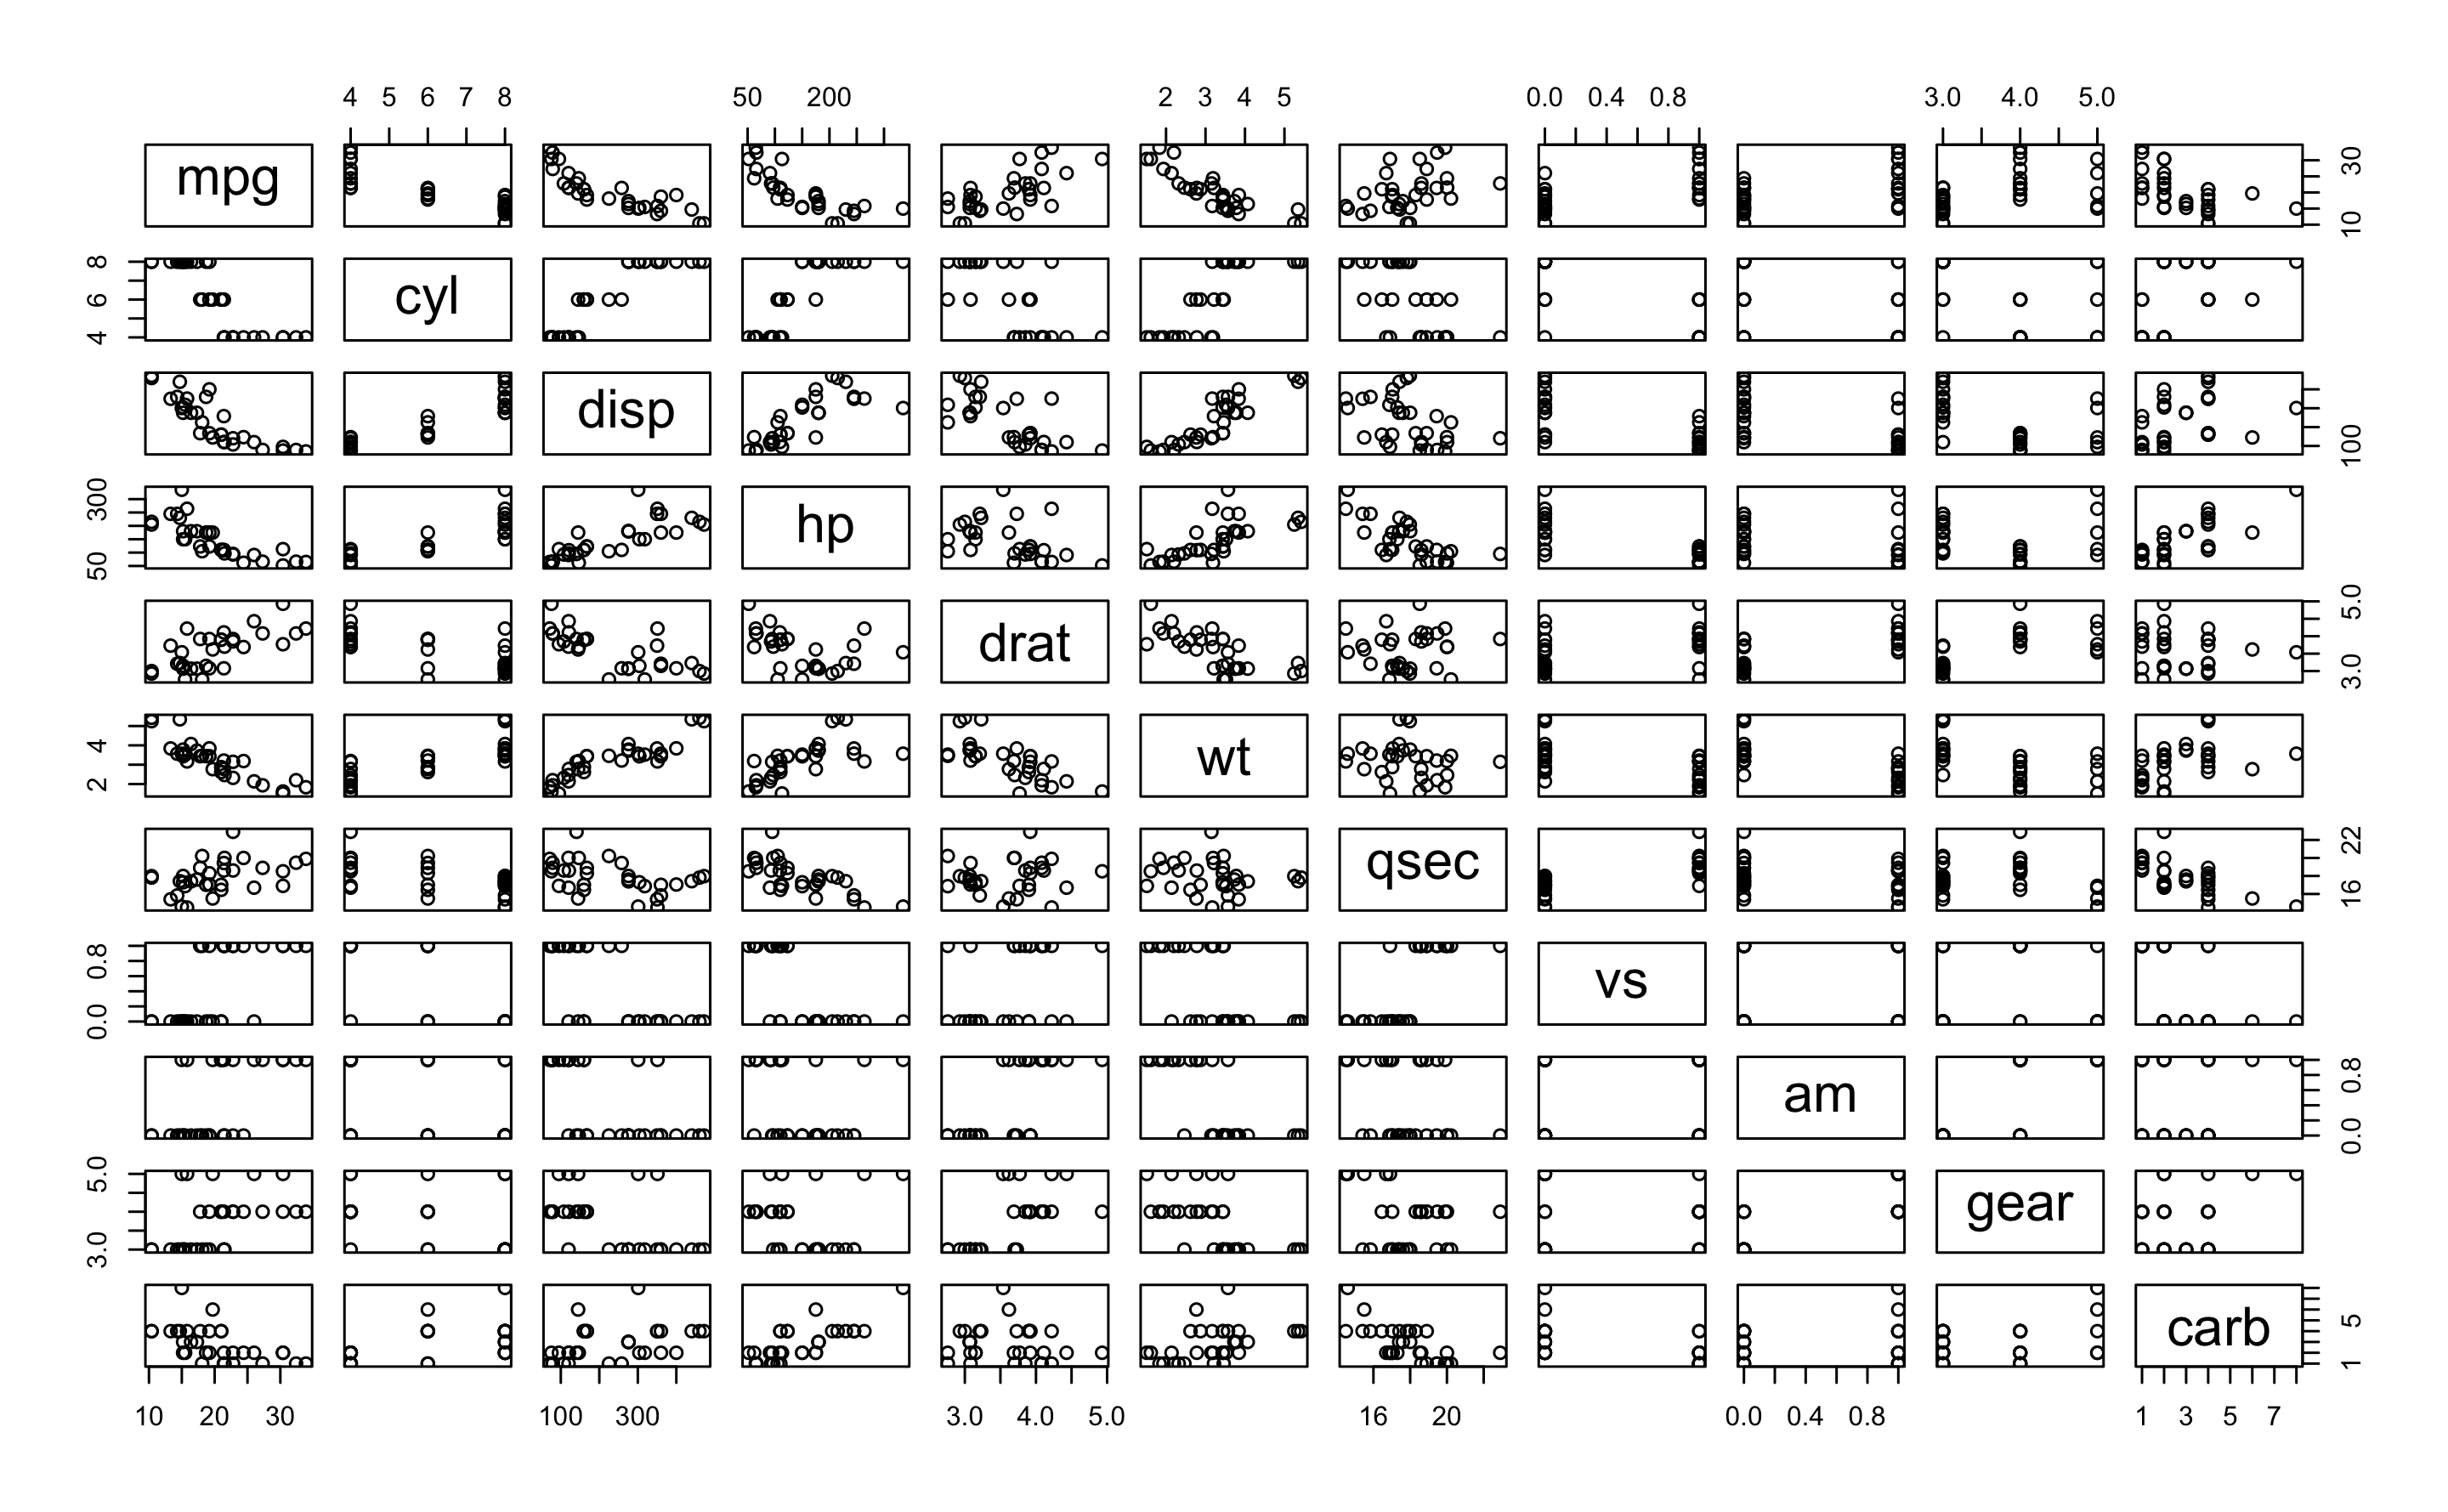 4 5 6 7 8 50 200 2 3 4 5 0.0 0.4 0.8 3.0 4.0 5.0
mpg 10 30
4 6 8 cyl
disp 100
50 300 hp
drat 3.0 5.0
2 4 wt
qsec 16 22
0.0 0.8 vs
am 0.0 0.8
3.0 5.0 gear
carb 1 5
10 20 30 100 300 3.0 4.0 5.0 16 20 0.0 0.4 0.8 1 3 5 7